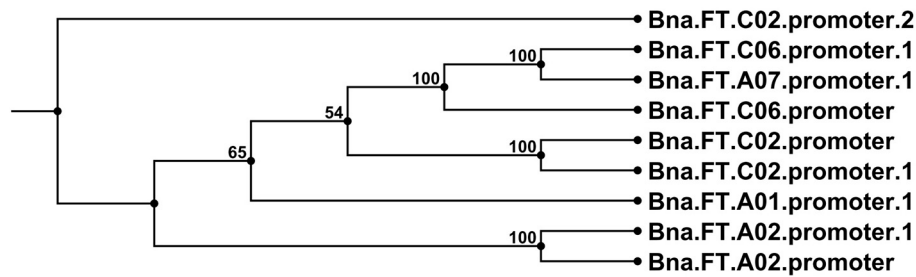 Bna.FT.C02.promoter.2
100 Bna.FT.C06.promoter.1
100 Bna.FT.A07.promoter.1
54 Bna.FT.C06.promoter
100 Bna.FT.C02.promoter
65 Bna.FT.C02.promoter.1
Bna.FT.A01.promoter.1
100 Bna.FT.A02.promoter.1
Bna.FT.A02.promoter